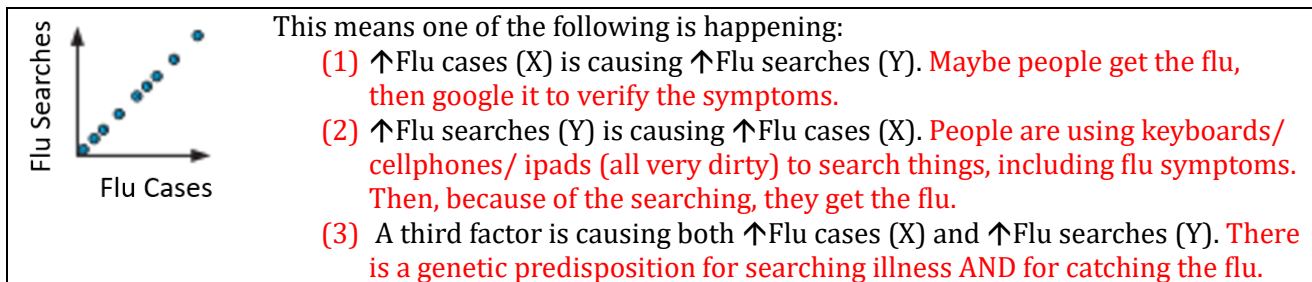 Flu Searches
Flu Cases
This means one of the following is happening:
(1) ↑Flu cases (X) is causing ↑Flu searches (Y). Maybe people get the flu,
then google it to verify the symptoms.
(2) ↑Flu searches (Y) is causing ↑Flu cases (X). People are using keyboards/
cellphones/ ipads (all very dirty) to search things, including flu symptoms.
Then, because of the searching, they get the flu.
(3) A third factor is causing both ↑Flu cases (X) and ↑Flu searches (Y). There
is a genetic predisposition for searching illness AND for catching the flu.